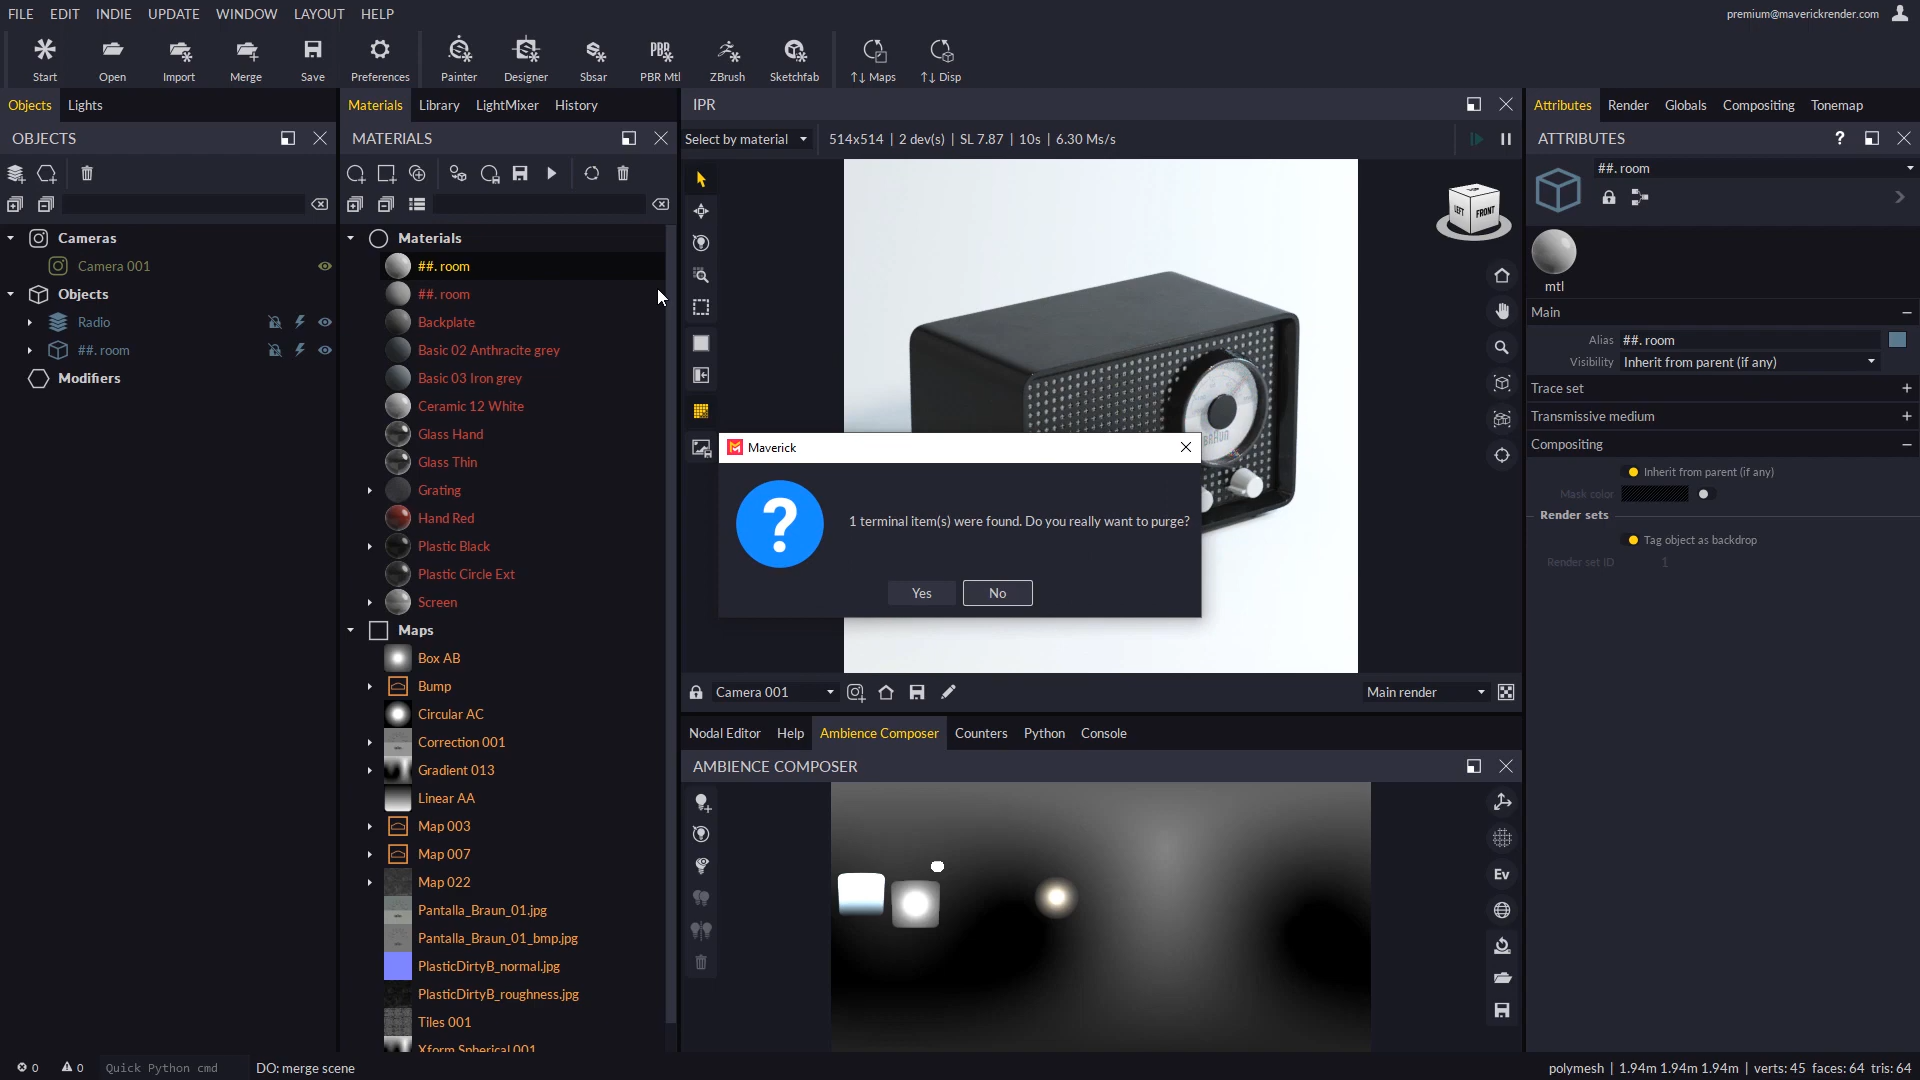 FILE EDIT INDIE UPDATE WINDOW LAYOUT HELP
premium@maverickrender.com
Start Open Import Merge Save Preferences Painter Designer Sbsar PBR Mtl ZBrush Sketchfab ↑↓ Maps ↑↓ Disp
PBR
Objects Lights
Materials Library LightMixer History
IPR
Attributes Render Globals Compositing Tonemap
OBJECTS
MATERIALS
Select by material
514x514 | 2 dev(s) | SL 7.87 | 10s | 6.30 Ms/s
ATTRIBUTES
?
##. room
Cameras
Camera 001
Objects
Radio
##. room
Modifiers
Materials
##. room
##. room
Backplate
Basic 02 Anthracite grey
Basic 03 Iron grey
Ceramic 12 White
Glass Hand
Glass Thin
Grating
Hand Red
Plastic Black
Plastic Circle Ext
Screen
Maps
Box AB
Bump
Circular AC
Correction 001
Gradient 013
Linear AA
Map 003
Map 007
Map 022
Pantalla_Braun_01.jpg
Pantalla_Braun_01_bmp.jpg
PlasticDirtyB_normal.jpg
PlasticDirtyB_roughness.jpg
Tiles 001
Xform Spherical 001
LEFT FRONT
BRAUN
Maverick
1 terminal item(s) were found. Do you really want to purge?
Yes No
Camera 001
Main render
Nodal Editor Help Ambience Composer Counters Python Console
AMBIENCE COMPOSER
Ev
mtl
Main
Alias ##. room
Visibility Inherit from parent (if any)
Trace set
Transmissive medium
Compositing
Inherit from parent (if any)
Mask color
Render sets
Tag object as backdrop
Render set ID 1
0 0 Quick Python cmd DO: merge scene
polymesh | 1.94m 1.94m 1.94m | verts: 45 faces: 64 tris: 64